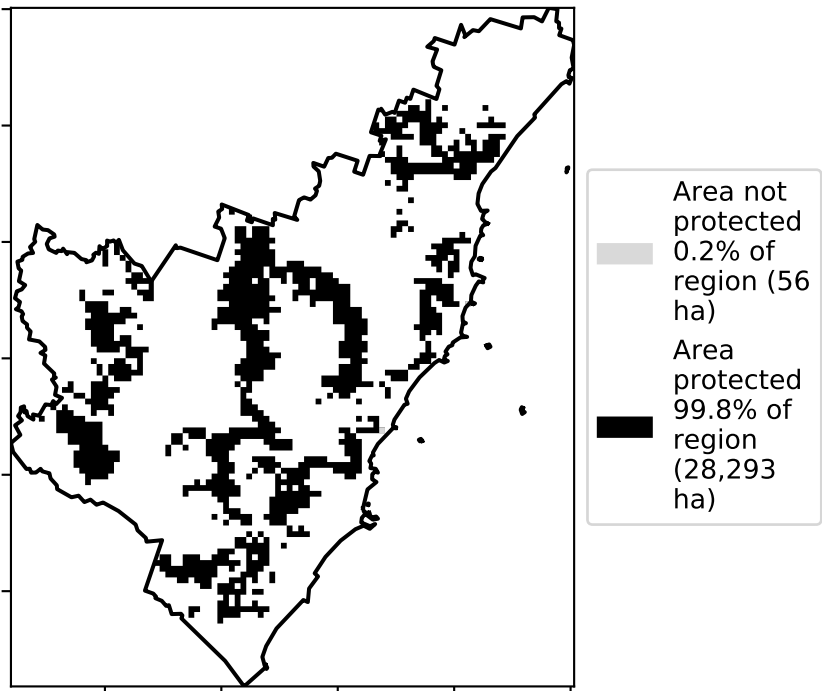 Area not
protected
0.2% of
region (56
ha)
Area
protected
99.8% of
region
(28,293
ha)